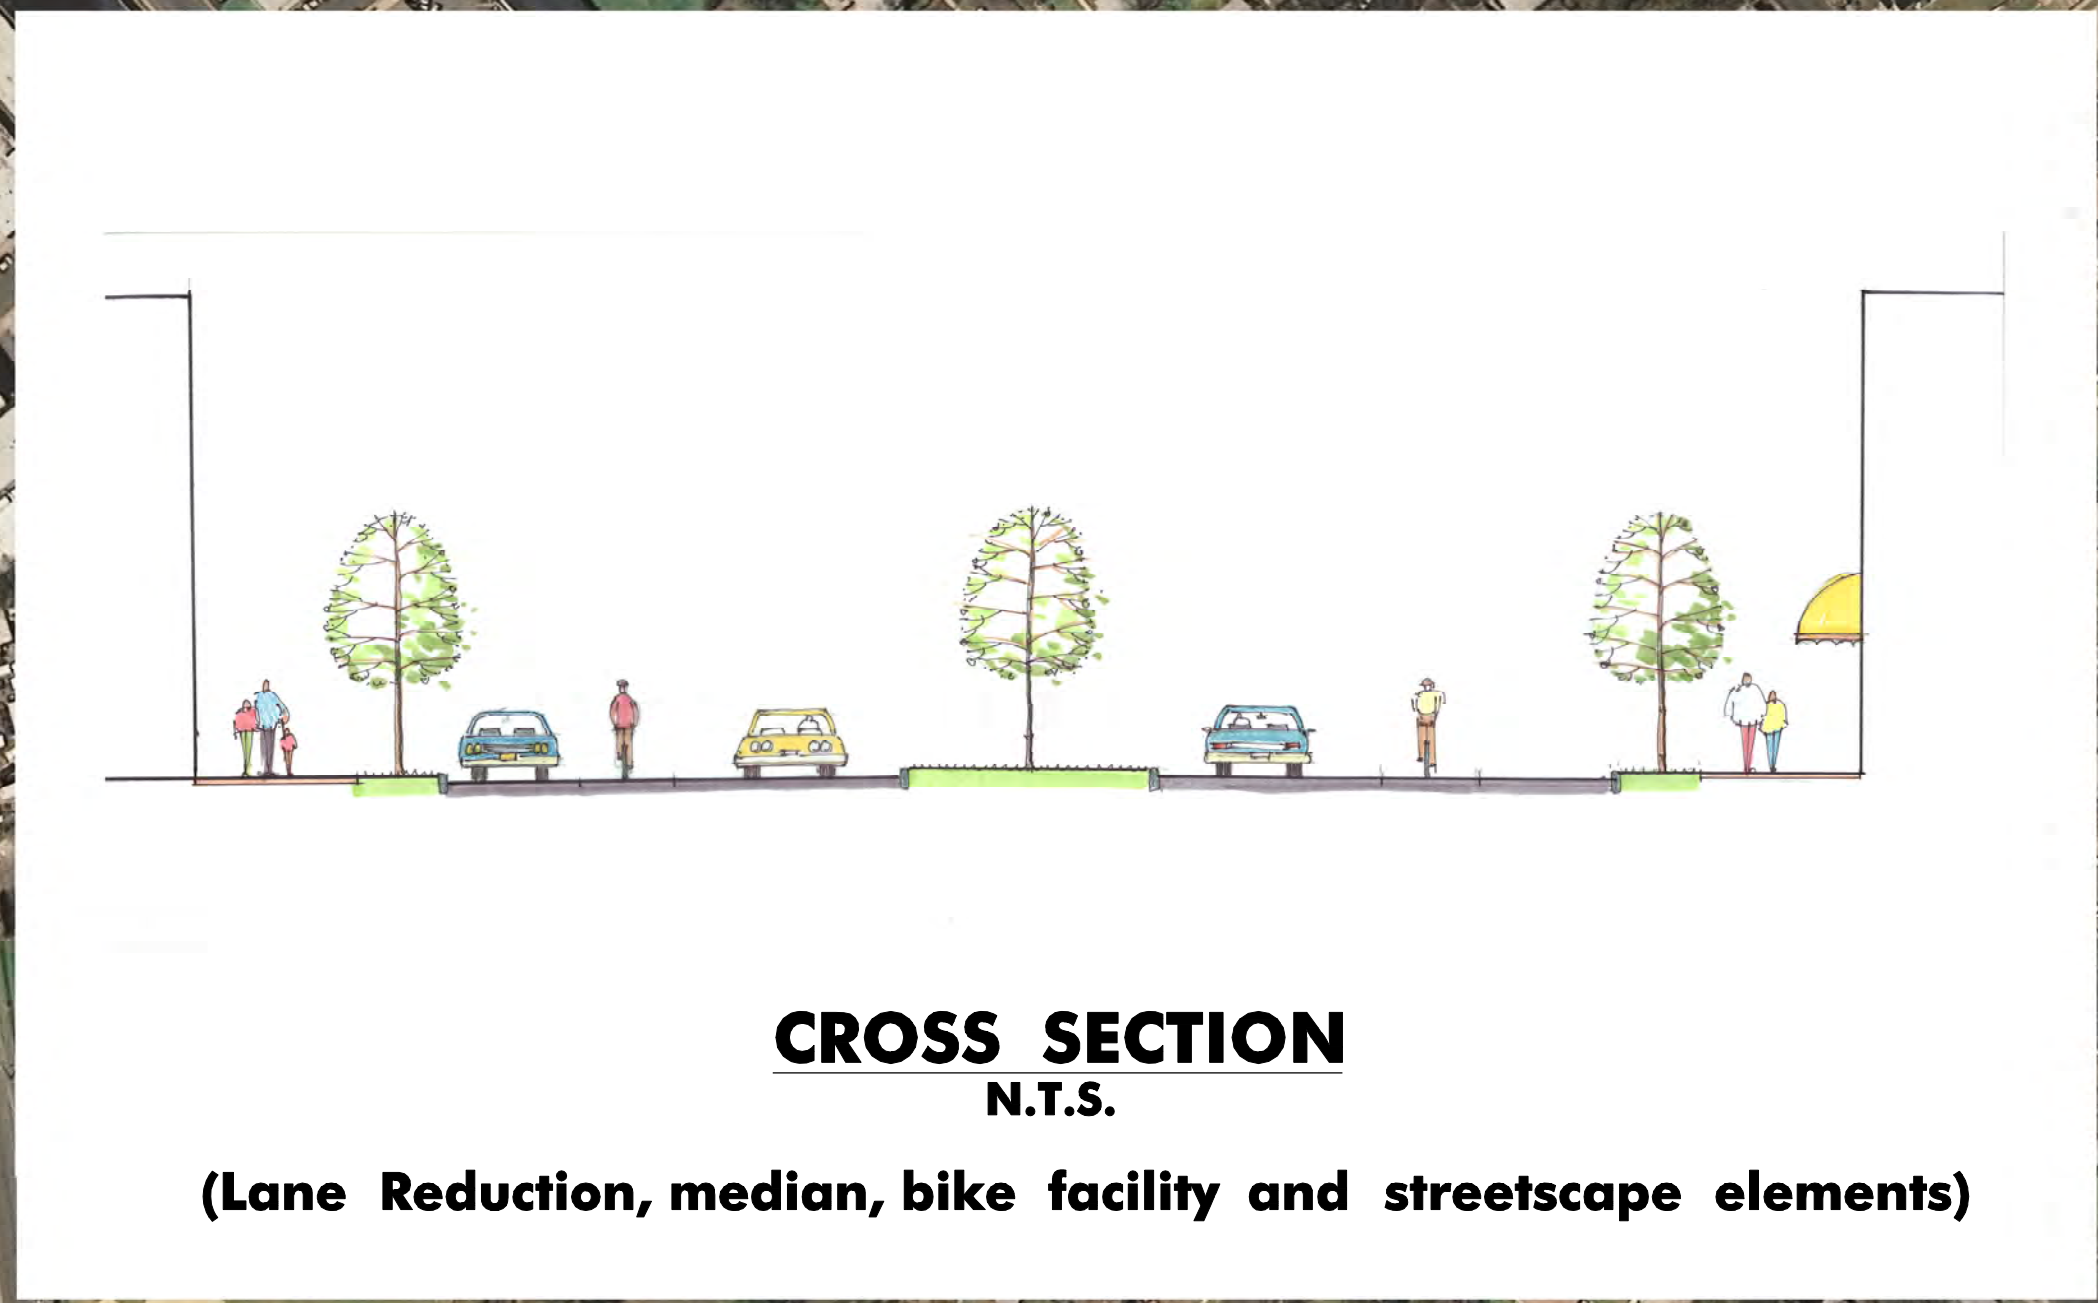 CROSS SECTION
N.T.S.
(Lane Reduction, median, bike facility and streetscape elements)